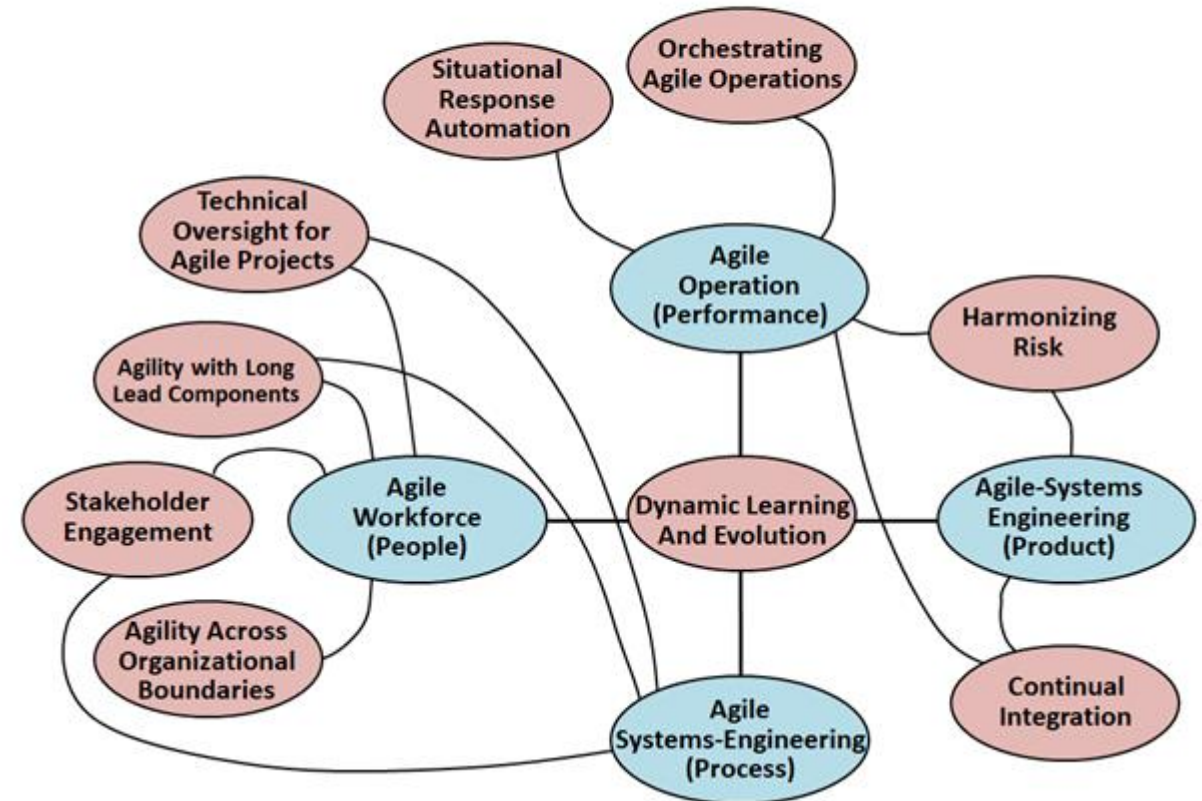 Orchestrating
Agile Operations
Situational
Response
Automation
Technical
Oversight for
Agile Projects
Agile
Operation
(Performance)
Harmonizing
Risk
Agility with Long
Lead Components
Stakeholder
Engagement
Agile
Workforce
(People)
Dynamic Learning
And Evolution
Agile-Systems
Engineering
(Product)
Agility Across
Organizational
Boundaries
Agile
Systems-Engineering
(Process)
Continual
Integration